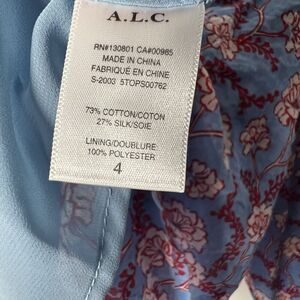 A.L.C.
RN#130801 CA#00985
MADE IN CHINA
FABRIQUÉ EN CHINE
S-2003 5TOPS00762
73% COTTON/COTON
27% SILK/SOIE
LINING/DOUBLURE:
100% POLYESTER
4